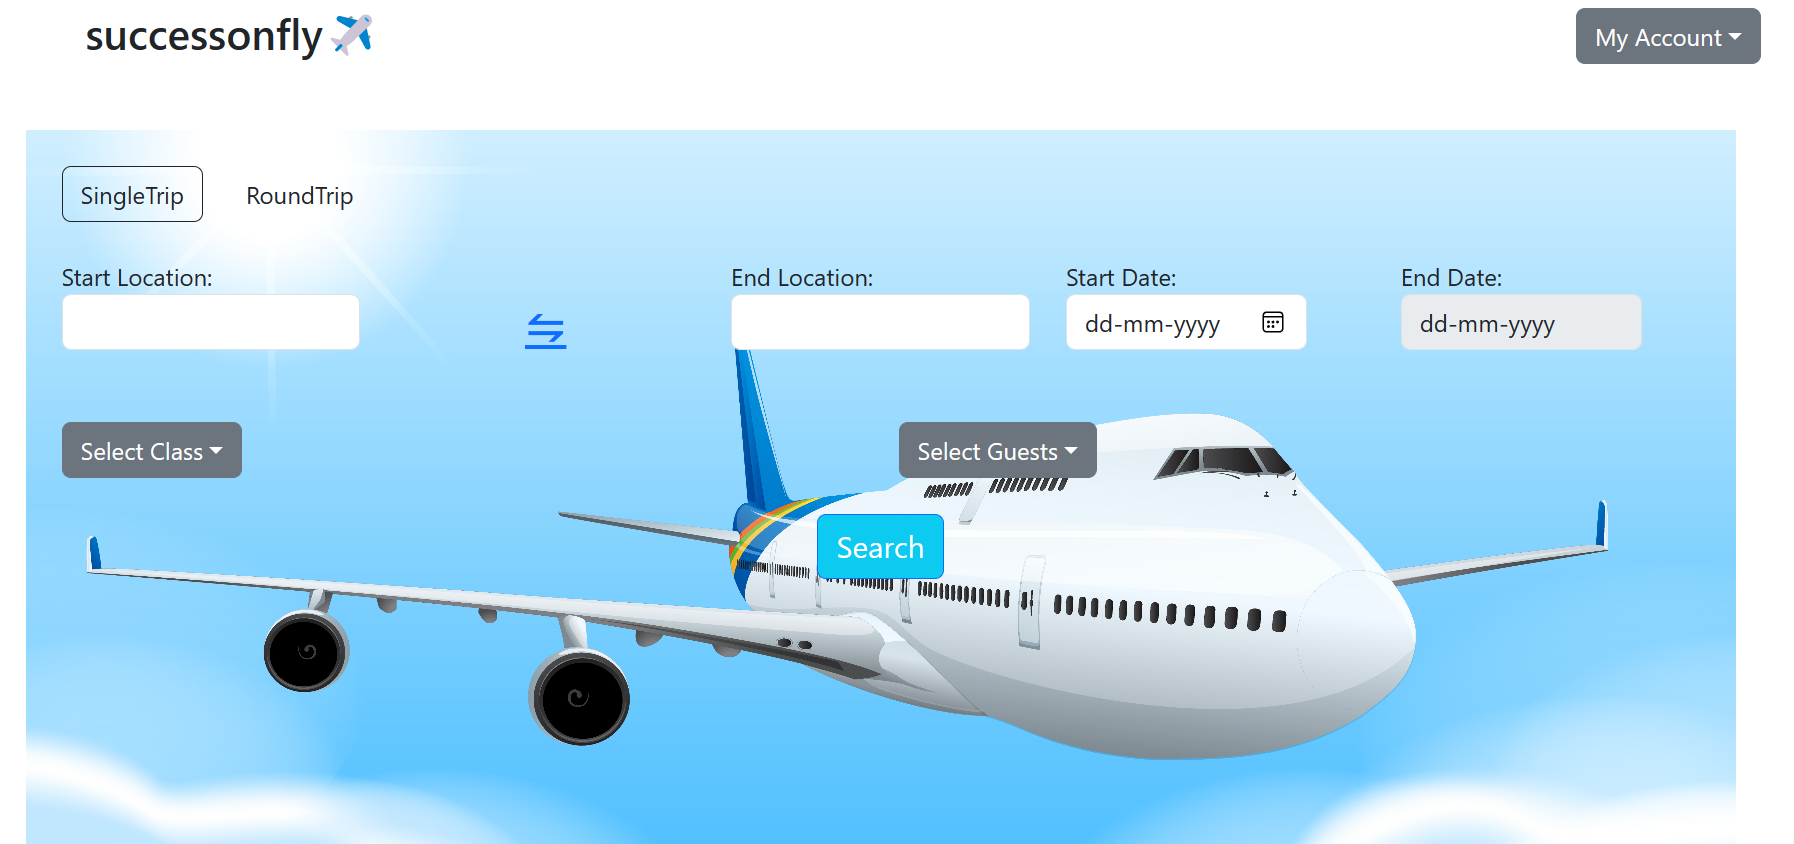 successonfly
My Account
SingleTrip
RoundTrip
Start Location:
End Location:
Start Date:
End Date:
dd-mm-yyyy
dd-mm-yyyy
Select Class
Select Guests
Search